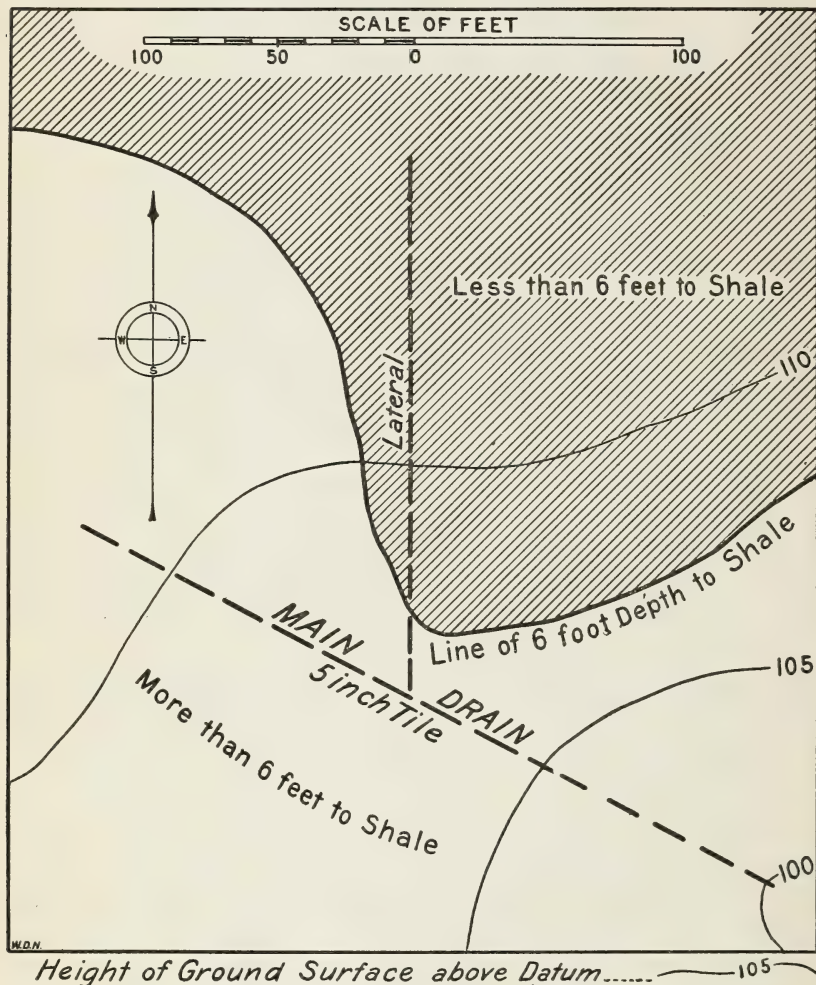 SCALE OF FEET
100 50 0 100
N
W E
S
Less than 6 feet to Shale
Lateral
110
Line of 6 foot Depth to Shale
MAIN DRAIN
5 inch Tile
105
More than 6 feet to Shale
100
W.D.N.
Height of Ground Surface above Datum...... 105